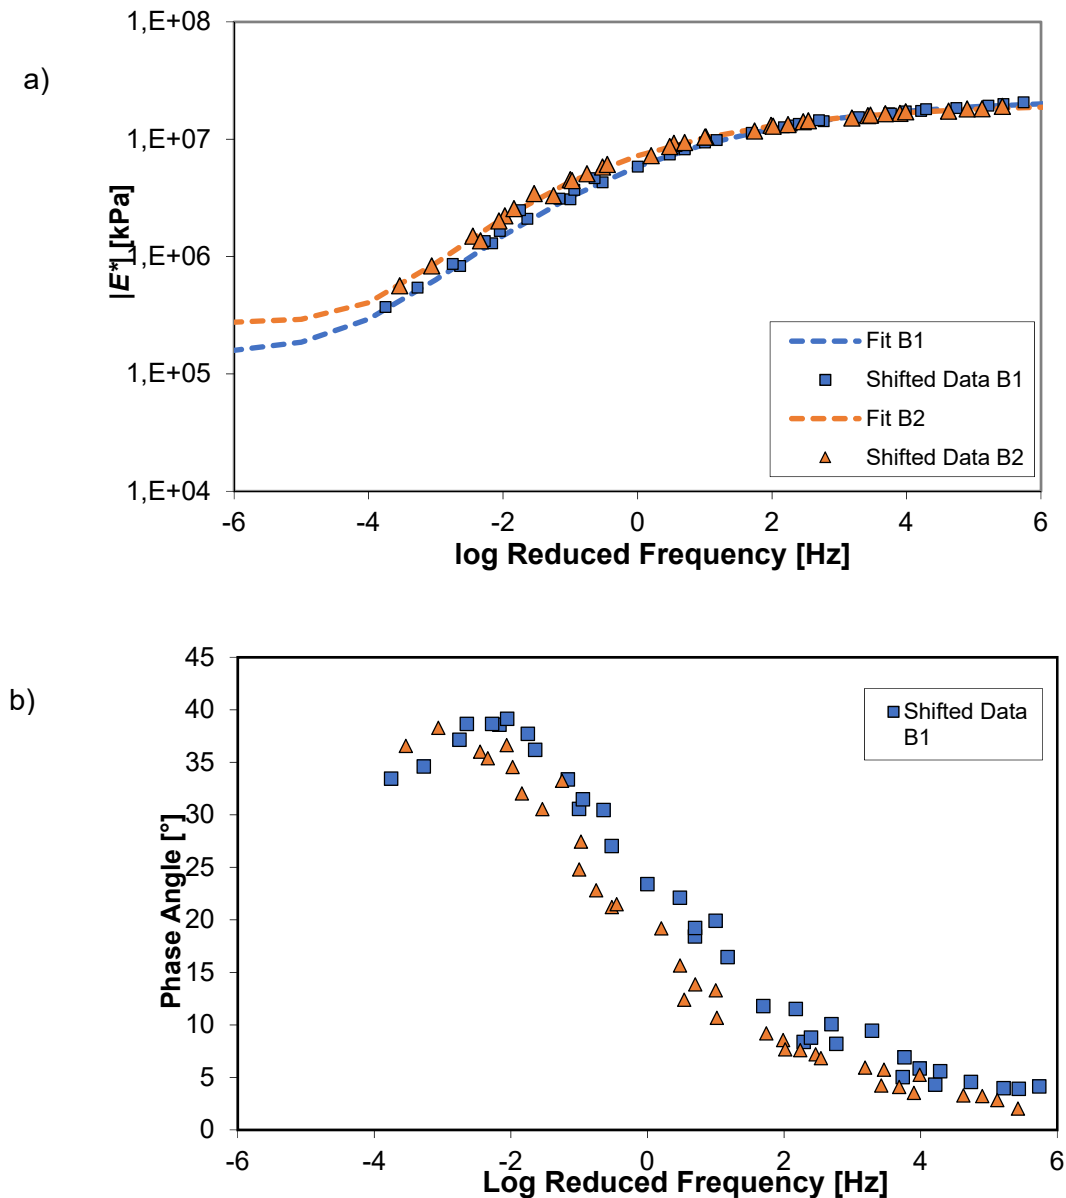 a)
|E*| [kPa]
1,E+08
1,E+07
1,E+06
1,E+05
1,E+04
-6 -4 -2 0 2 4 6
log Reduced Frequency [Hz]
Fit B1
Shifted Data B1
Fit B2
Shifted Data B2
b)
Phase Angle [°]
45
40
35
30
25
20
15
10
5
0
-6 -4 -2 0 2 4 6
Log Reduced Frequency [Hz]
Shifted Data
B1